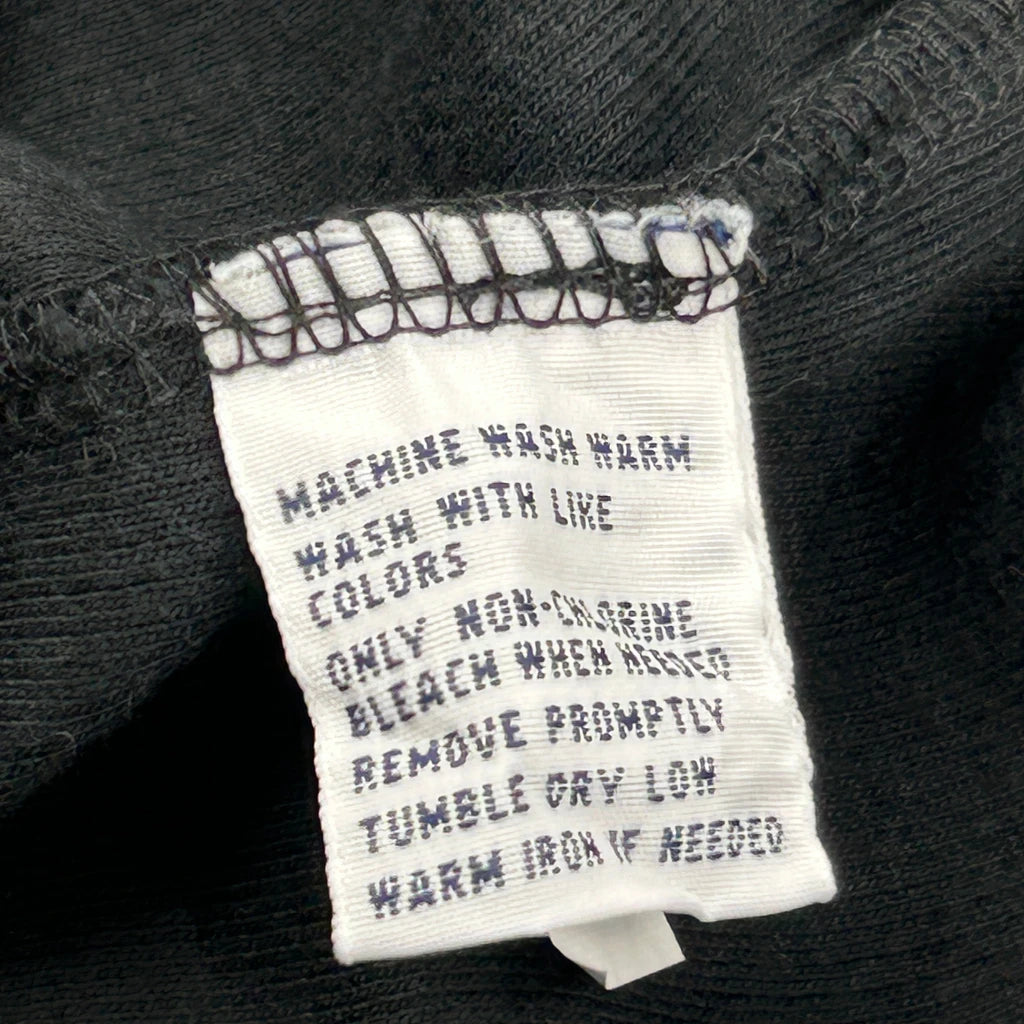 MACHINE WASH WARM
WASH WITH LIKE
COLORS
ONLY NON-CHLORINE
BLEACH WHEN NEEDED
REMOVE PROMPTLY
TUMBLE DRY LOW
WARM IRON IF NEEDED